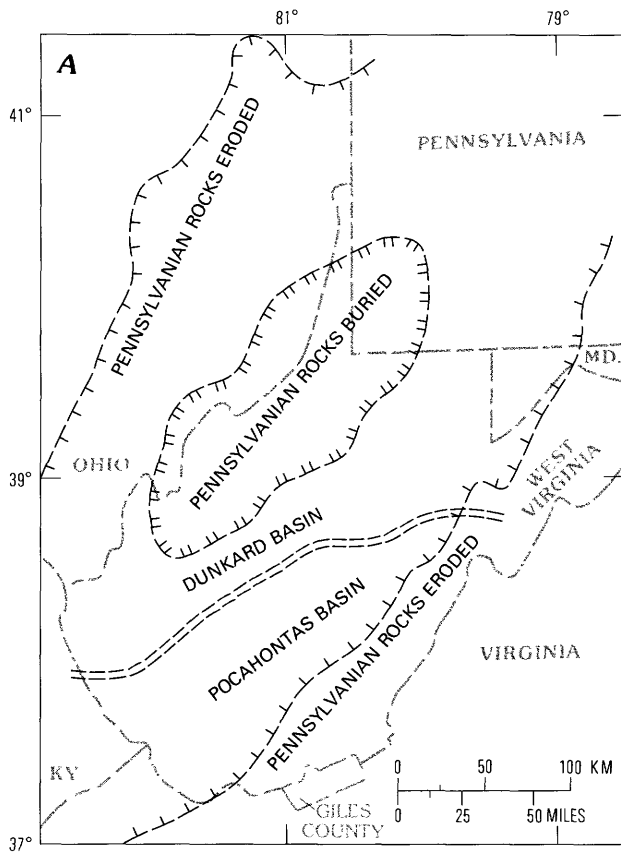 81°
79°
A
41°
PENNSYLVANIA
PENNSYLVANIAN ROCKS ERODED
PENNSYLVANIAN ROCKS BURIED
MD.
OHIO
39°
WEST
VIRGINIA
DUNKARD BASIN
POCAHONTAS BASIN
PENNSYLVANIAN ROCKS ERODED
VIRGINIA
KY
0 50 100 KM
0 25 50 MILES
GILES
COUNTY
37°